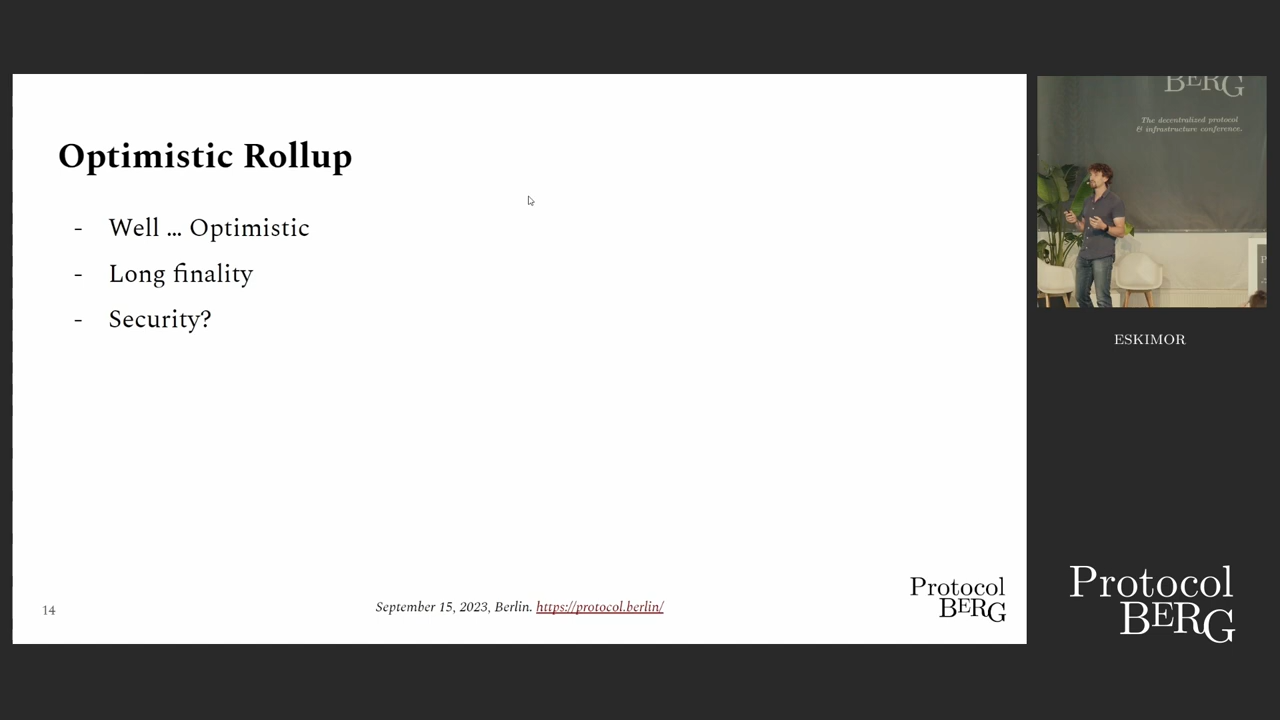 Optimistic Rollup
- Well ... Optimistic
- Long finality
- Security?
14
September 15, 2023, Berlin. https://protocol.berlin/
Protocol
BERG
BERG
The decentralized protocol
& infrastructure conference.
P
ESKIMOR
Protocol
BERG